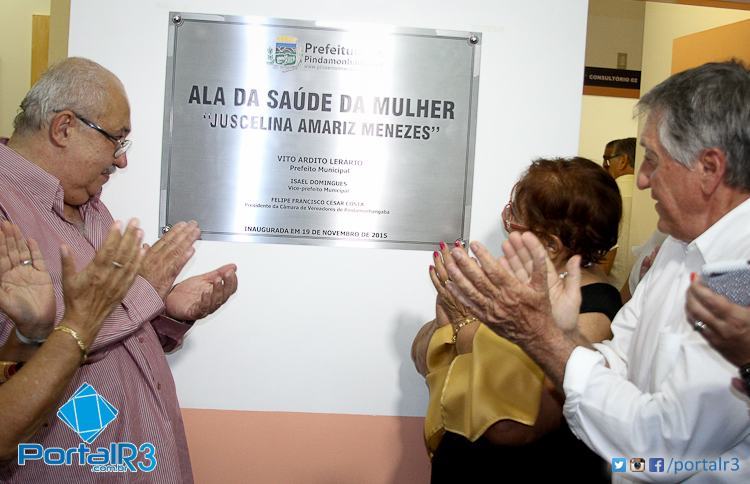 Prefeitura
Pindamonhan
ALA DA SAÚDE DA MULHER
"JUSCELINA AMARIZ MENEZES"
VITO ARDITO LERARIO
Prefeito Municipal
ISAEL DOMINGUES
Vice-prefeito Municipal
FELIPE FRANCISCO CÉSAR COSTA
Presidente da Câmara de Vereadores de Pindamonhangaba
INAUGURADA EM 19 DE NOVEMBRO DE 2015
CONSULTÓRIO 02
PORTALR3
.com.br
/portalr3